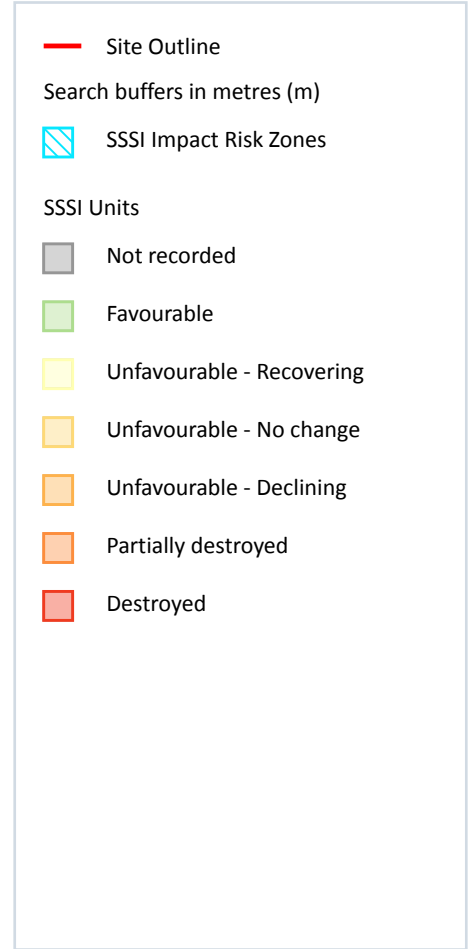 Site Outline
Search buffers in metres (m)
SSSI Impact Risk Zones
SSSI Units
Not recorded
Favourable
Unfavourable - Recovering
Unfavourable - No change
Unfavourable - Declining
Partially destroyed
Destroyed